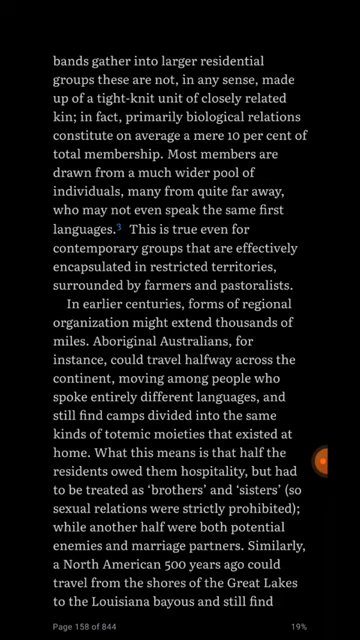 bands gather into larger residential
groups these are not, in any sense, made
up of a tight-knit unit of closely related
kin; in fact, primarily biological relations
constitute on average a mere 10 per cent of
total membership. Most members are
drawn from a much wider pool of
individuals, many from quite far away,
who may not even speak the same first
languages.3 This is true even for
contemporary groups that are effectively
encapsulated in restricted territories,
surrounded by farmers and pastoralists.
In earlier centuries, forms of regional
organization might extend thousands of
miles. Aboriginal Australians, for
instance, could travel halfway across the
continent, moving among people who
spoke entirely different languages, and
still find camps divided into the same
kinds of totemic moieties that existed at
home. What this means is that half the
residents owed them hospitality, but had
to be treated as ‘brothers’ and ‘sisters’ (so
sexual relations were strictly prohibited);
while another half were both potential
enemies and marriage partners. Similarly,
a North American 500 years ago could
travel from the shores of the Great Lakes
to the Louisiana bayous and still find
Page 158 of 844 19%